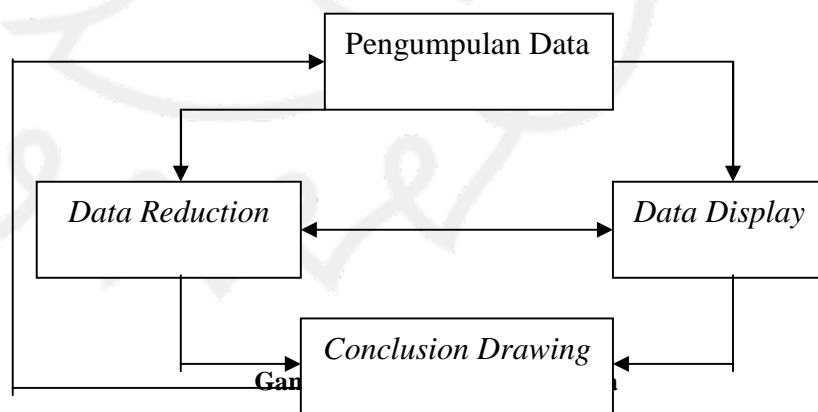 Pengumpulan Data
Data Reduction
Data Display
Conclusion Drawing